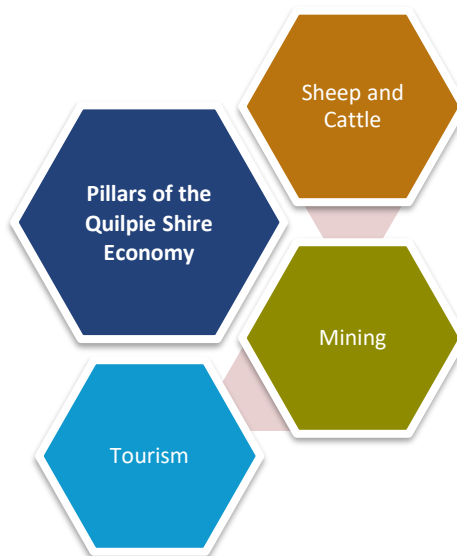 Sheep and
Cattle
Pillars of the
Quilpie Shire
Economy
Mining
Tourism